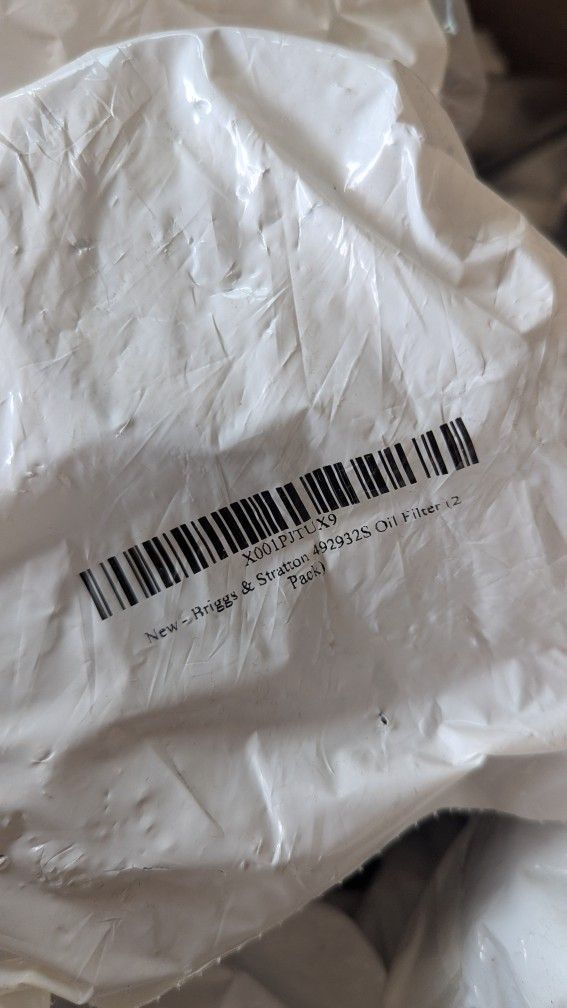 X001PJTUX9
New - Briggs & Stratton 492932S Oil Filter (2
Pack)